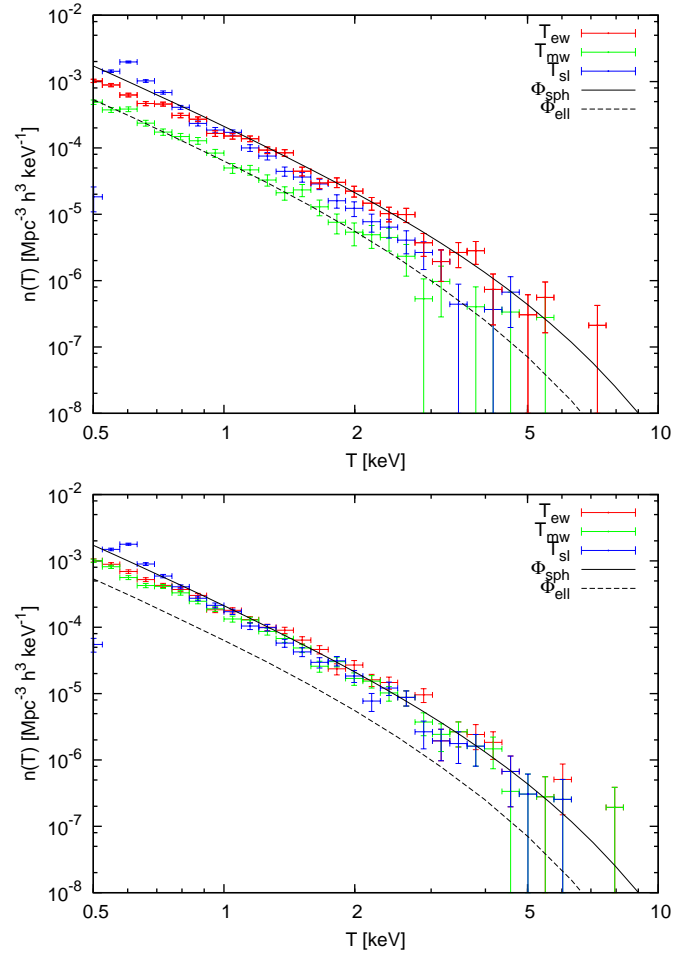 10^-2
10^-3
10^-4
10^-5
10^-6
10^-7
10^-8
n(T) [Mpc^-3 h^3 keV^-1]
T_ew
T_mw
T_sl
Φ_sph
Φ_ell
0.5 1 2 5 10
T [keV]
10^-2
10^-3
10^-4
10^-5
10^-6
10^-7
10^-8
n(T) [Mpc^-3 h^3 keV^-1]
T_ew
T_mw
T_sl
Φ_sph
Φ_ell
0.5 1 2 5 10
T [keV]